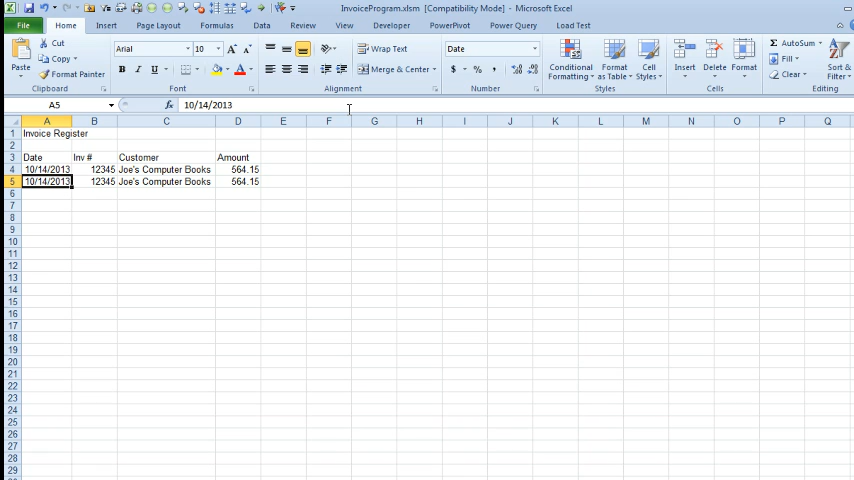 InvoiceProgram.xlsm [Compatibility Mode] - Microsoft Excel
File Home Insert Page Layout Formulas Data Review View Developer PowerPivot Power Query Load Test
Paste Cut Copy Format Painter Clipboard
Arial 10 A A B I U A Font
Wrap Text Merge & Center Alignment
Date $ % , Number
Conditional Formatting Format as Table Cell Styles Styles
Insert Delete Format Cells
Σ AutoSum Fill Clear Sort & Filter Editing
A5 fx 10/14/2013
A B C D E F G H I J K L M N O P Q
1 Invoice Register
2
3 Date Inv # Customer Amount
4 10/14/2013 12345 Joe's Computer Books 564.15
5 10/14/2013 12345 Joe's Computer Books 564.15
6
7
8
9
10
11
12
13
14
15
16
17
18
19
20
21
22
23
24
25
26
27
28
29